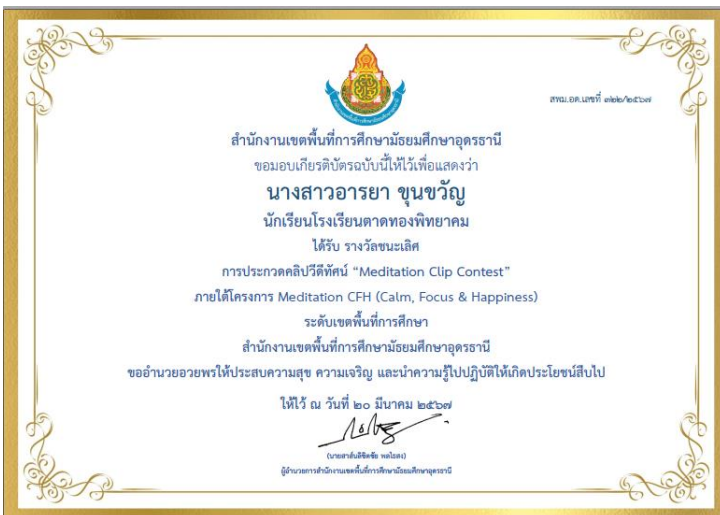 สพม.อด.เลขที่ ๓๒๒/๒๕๖๗
สำนักงานเขตพื้นที่การศึกษามัธยมศึกษาอุดรธานี
ขอมอบเกียรติบัตรฉบับนี้ให้ไว้เพื่อแสดงว่า
นางสาวอารยา ขุนขวัญ
นักเรียนโรงเรียนตาดทองพิทยาคม
ได้รับ รางวัลชนะเลิศ
การประกวดคลิปวีดีทัศน์ “Meditation Clip Contest”
ภายใต้โครงการ Meditation CFH (Calm, Focus & Happiness)
ระดับเขตพื้นที่การศึกษา
สำนักงานเขตพื้นที่การศึกษามัธยมศึกษาอุดรธานี
ขออำนวยอวยพรให้ประสบความสุข ความเจริญ และนำความรู้ไปปฏิบัติให้เกิดประโยชน์สืบไป
ให้ไว้ ณ วันที่ ๒๐ มีนาคม ๒๕๖๗
ผู้อำนวยการสำนักงานเขตพื้นที่การศึกษามัธยมศึกษาอุดรธานี